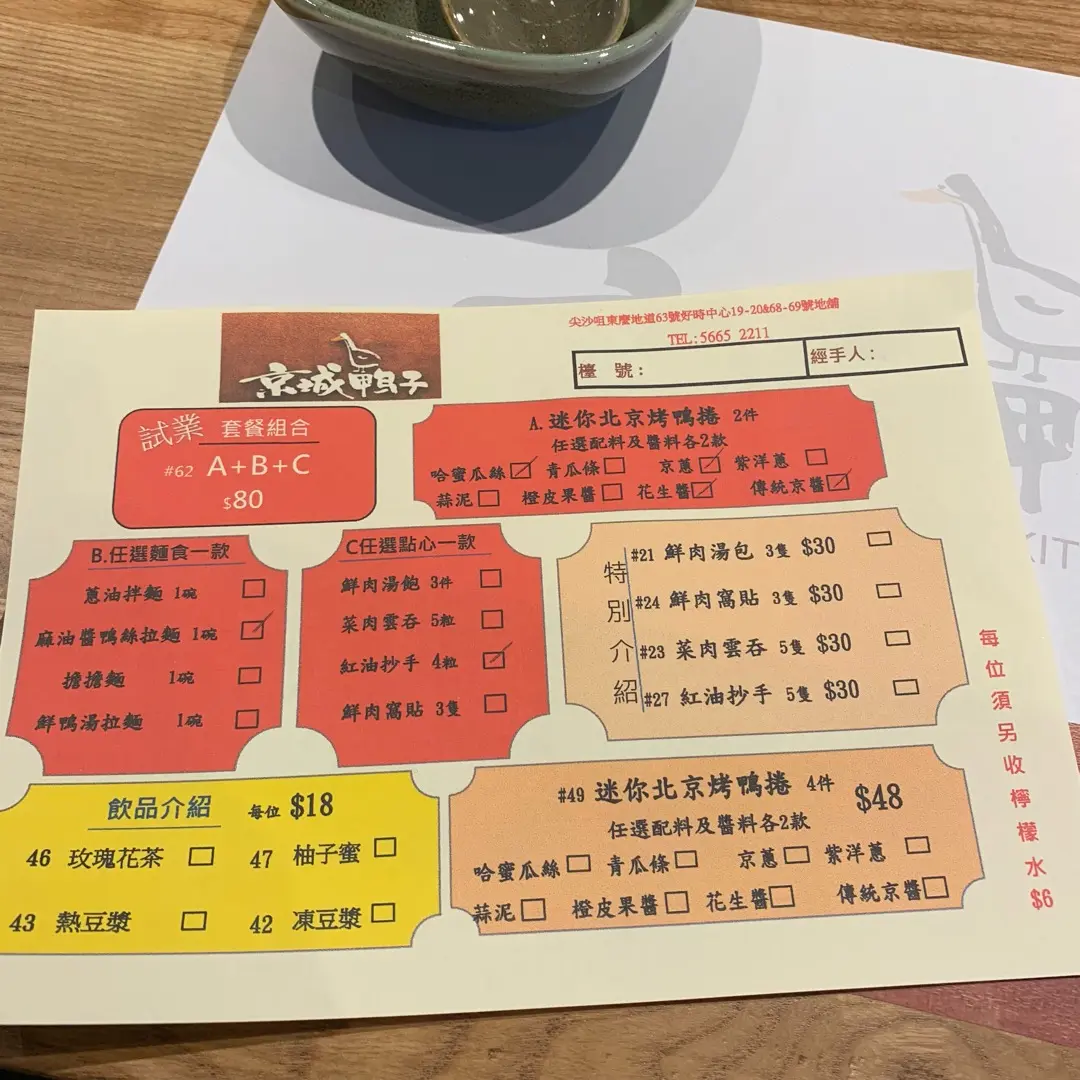 尖沙咀東麼地道63號好時中心19-20&68-69號地舖
TEL:5665 2211
京城鴨子
檯 號：
經手人：
試業 套餐組合
#62 A+B+C
$80
A.迷你北京烤鴨捲 2件
任選配料及醬料各2款
哈蜜瓜絲 青瓜條 京蔥 紫洋蔥
蒜泥 橙皮果醬 花生醬 傳統京醬
B.任選麵食一款
蔥油拌麵 1碗
麻油醬鴨絲拉麵 1碗
擔擔麵 1碗
鮮鴨湯拉麵 1碗
C任選點心一款
鮮肉湯飽 3件
菜肉雲吞 5粒
紅油抄手 4粒
鮮肉窩貼 3隻
特別介紹
#21 鮮肉湯包 3隻 $30
#24 鮮肉窩貼 3隻 $30
#23 菜肉雲吞 5隻 $30
#27 紅油抄手 5隻 $30
飲品介紹 每位 $18
46 玫瑰花茶 47 柚子蜜
43 熱豆漿 42 凍豆漿
#49 迷你北京烤鴨捲 4件 $48
任選配料及醬料各2款
哈蜜瓜絲 青瓜條 京蔥 紫洋蔥
蒜泥 橙皮果醬 花生醬 傳統京醬
每位須另收檸檬水$6